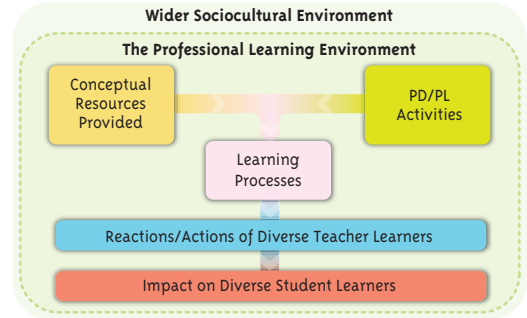 Wider Sociocultural Environment
The Professional Learning Environment
Conceptual
Resources
Provided
PD/PL
Activities
Learning
Processes
Reactions/Actions of Diverse Teacher Learners
Impact on Diverse Student Learners